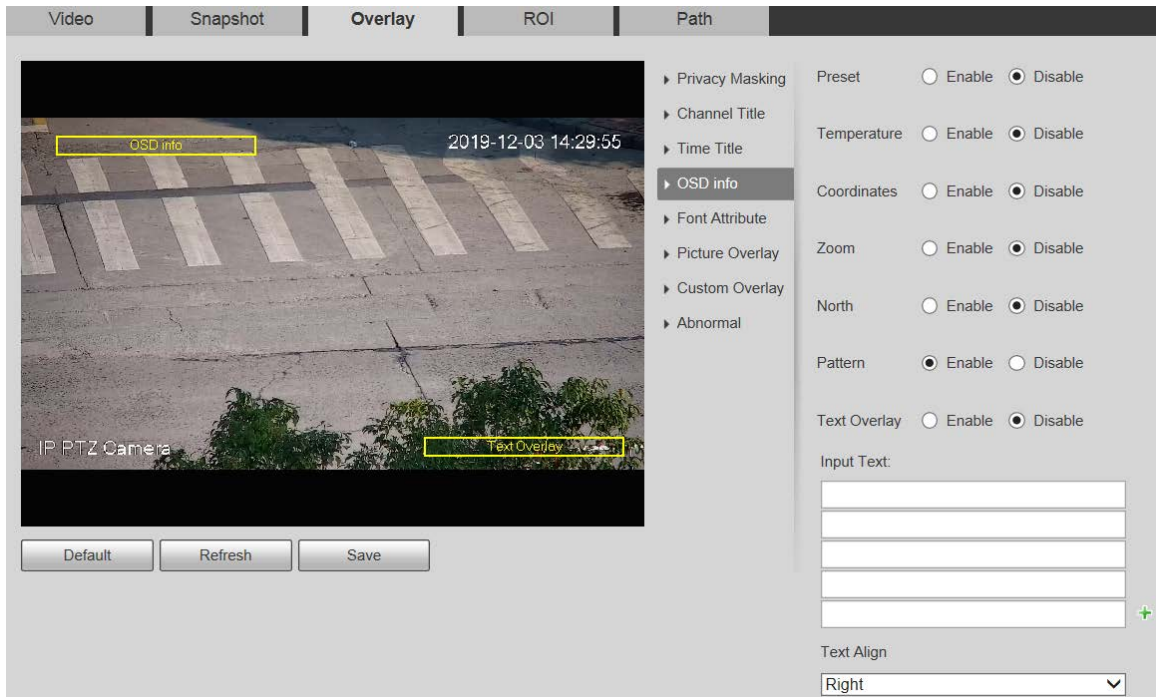 Video Snapshot Overlay ROI Path
OSD info
2019-12-03 14:29:55
IP PTZ Camera
Text Overlay
Default Refresh Save
Privacy Masking
Channel Title
Time Title
OSD info
Font Attribute
Picture Overlay
Custom Overlay
Abnormal
Preset Enable Disable
Temperature Enable Disable
Coordinates Enable Disable
Zoom Enable Disable
North Enable Disable
Pattern Enable Disable
Text Overlay Enable Disable
Input Text:
Text Align
Right